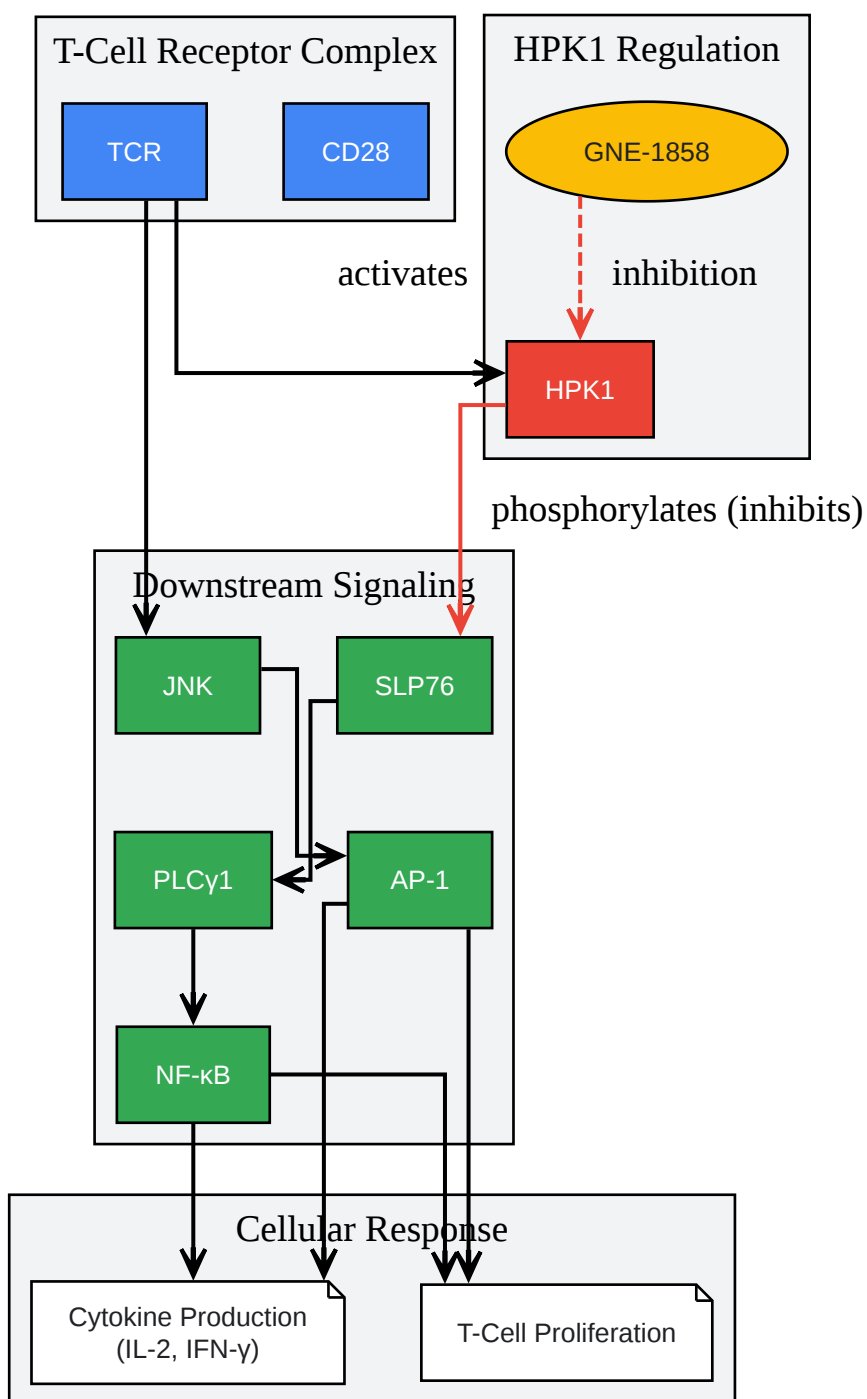 T-Cell Receptor Complex
HPK1 Regulation
TCR
CD28
GNE-1858
activates
inhibition
HPK1
phosphorylates (inhibits)
Downstream Signaling
JNK
SLP76
PLCγ1
AP-1
NF-κB
Cellular Response
Cytokine Production
(IL-2, IFN-γ)
T-Cell Proliferation